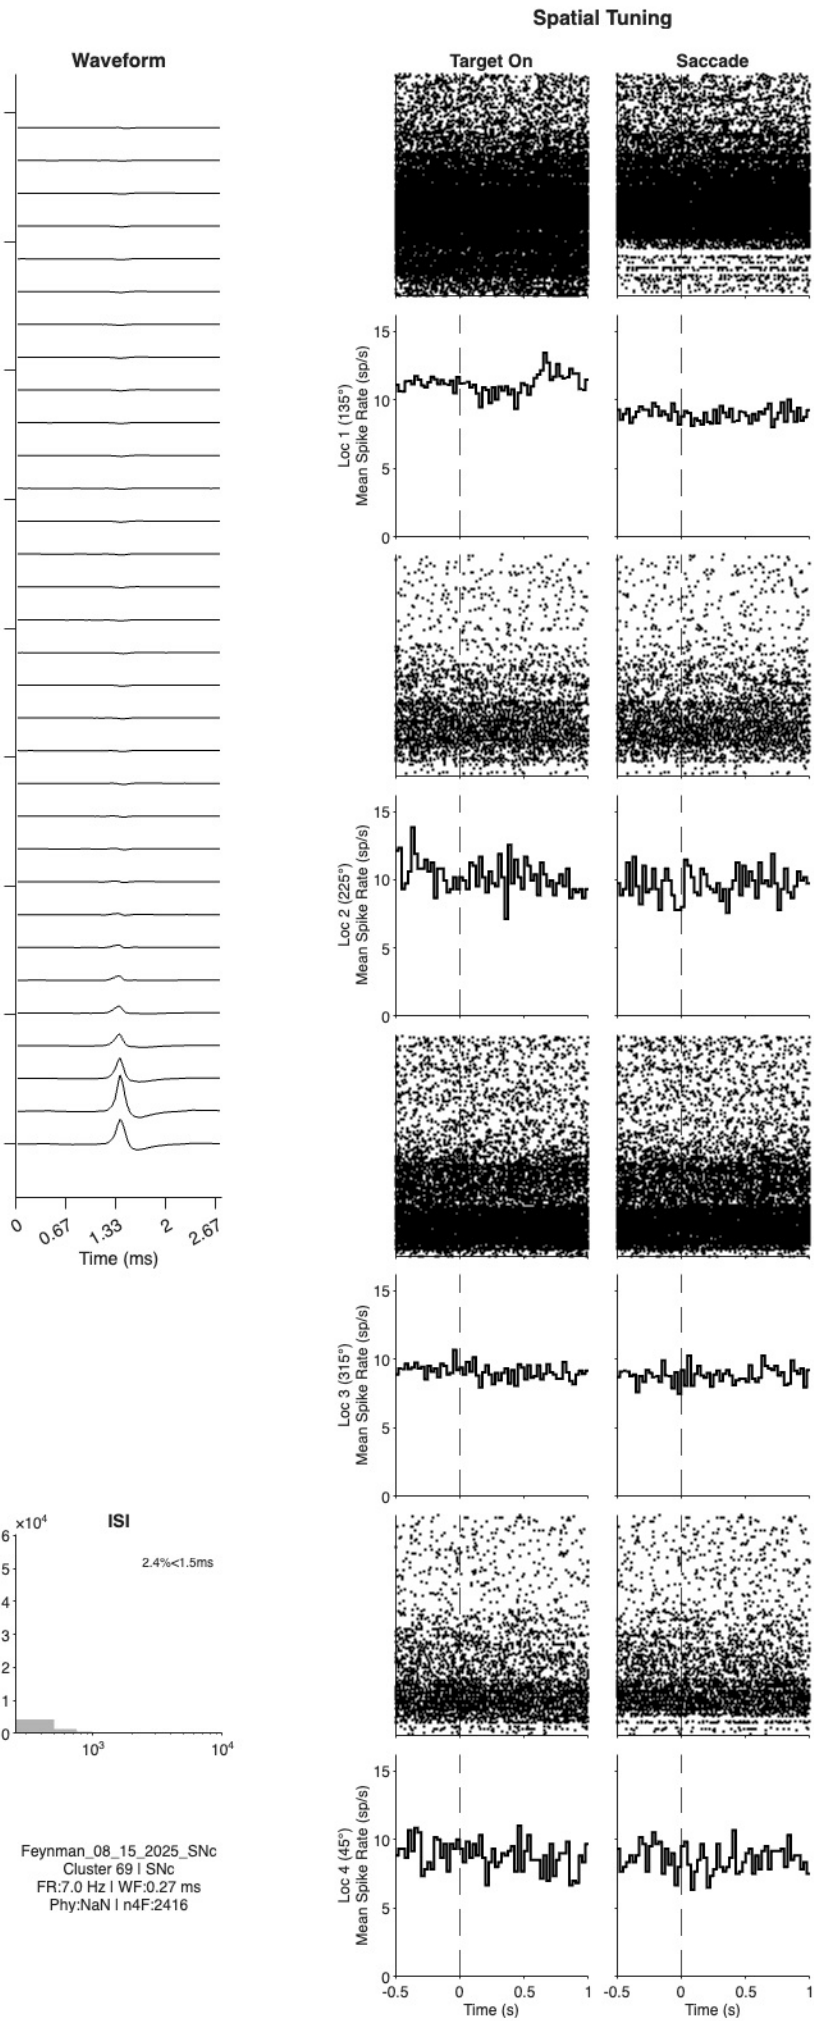 Spatial Tuning
Waveform
Target On
Saccade
0
0.67
1.33
2
2.67
Time (ms)
15
10
5
0
Loc 1 (135°)
Mean Spike Rate (sp/s)
15
10
5
0
Loc 2 (225°)
Mean Spike Rate (sp/s)
15
10
5
0
Loc 3 (315°)
Mean Spike Rate (sp/s)
×10⁴
ISI
2.4%<1.5ms
6
5
4
3
2
1
0
10³
10⁴
Feynman_08_15_2025_SNc
Cluster 69 | SNc
FR:7.0 Hz | WF:0.27 ms
Phy:NaN | n4F:2416
15
10
5
0
Loc 4 (45°)
Mean Spike Rate (sp/s)
-0.5 0 0.5 1
Time (s)
-0.5 0 0.5 1
Time (s)